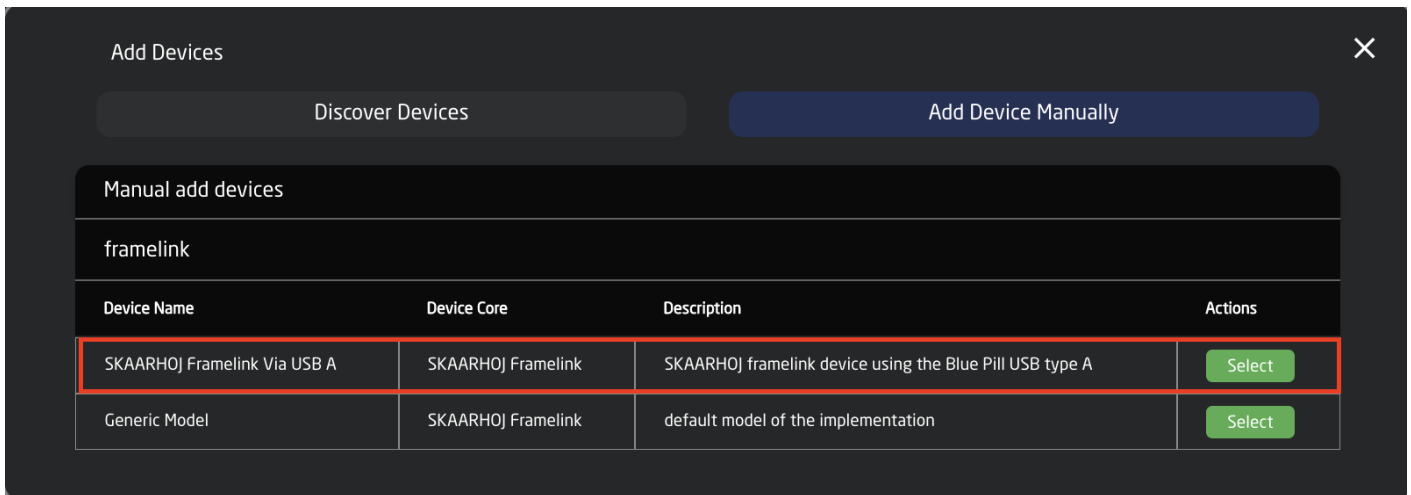 Add Devices
Discover Devices Add Device Manually
Manual add devices
framelink
Device Name Device Core Description Actions
SKAARHOJ Framelink Via USB A SKAARHOJ Framelink SKAARHOJ framelink device using the Blue Pill USB type A Select
Generic Model SKAARHOJ Framelink default model of the implementation Select